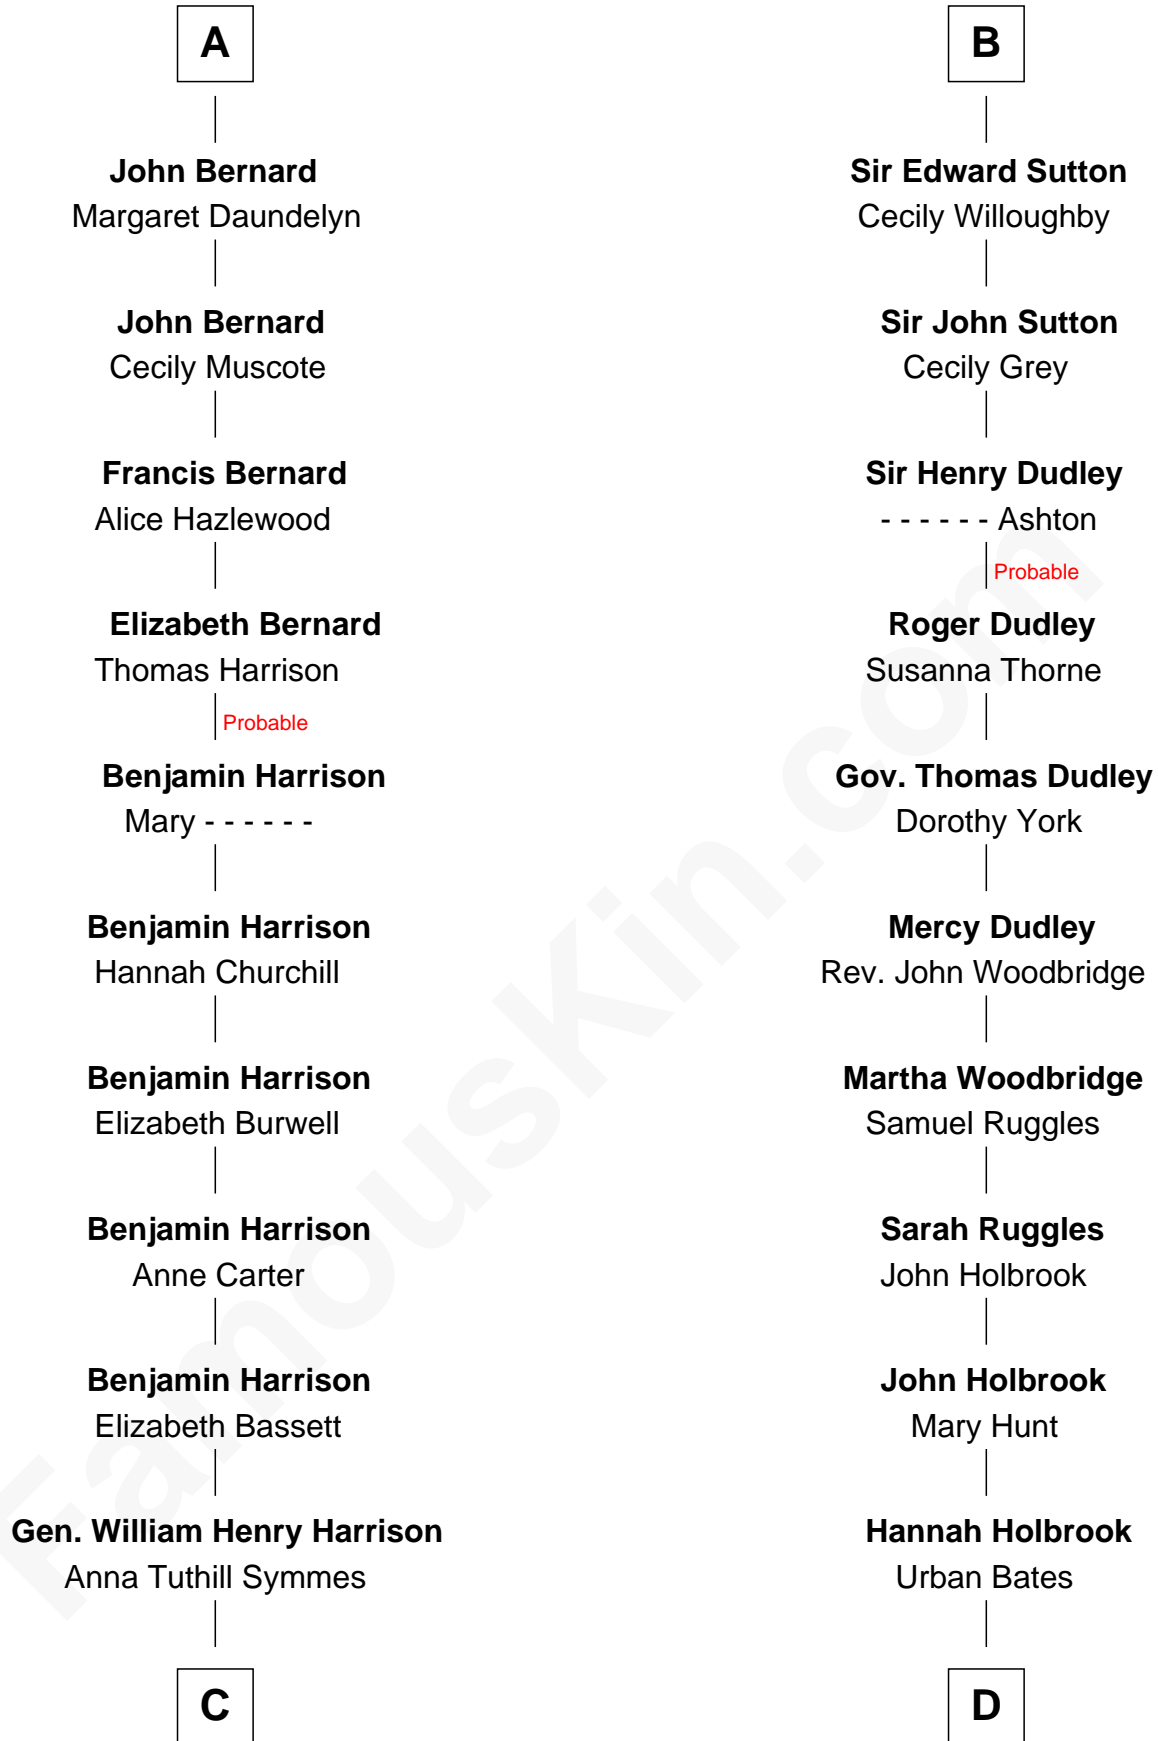 A
John Bernard
Margaret Daundelyn
John Bernard
Cecily Muscote
Francis Bernard
Alice Hazlewood
Elizabeth Bernard
Thomas Harrison
Probable
Benjamin Harrison
Mary - - - - - -
Benjamin Harrison
Hannah Churchill
Benjamin Harrison
Elizabeth Burwell
Benjamin Harrison
Anne Carter
Benjamin Harrison
Elizabeth Bassett
Gen. William Henry Harrison
Anna Tuthill Symmes
C
B
Sir Edward Sutton
Cecily Willoughby
Sir John Sutton
Cecily Grey
Sir Henry Dudley
- - - - - - Ashton
Probable
Roger Dudley
Susanna Thorne
Gov. Thomas Dudley
Dorothy York
Mercy Dudley
Rev. John Woodbridge
Martha Woodbridge
Samuel Ruggles
Sarah Ruggles
John Holbrook
John Holbrook
Mary Hunt
Hannah Holbrook
Urban Bates
D
FamousKin.com